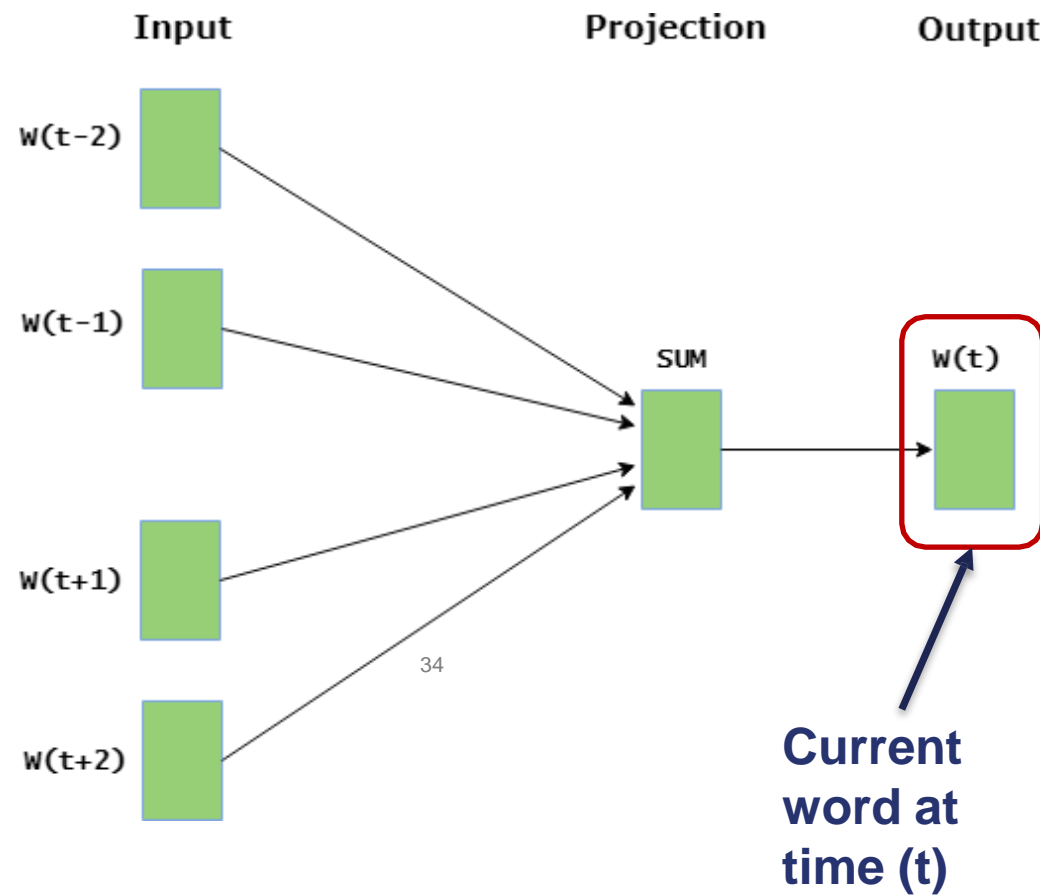 Input Projection Output
W(t-2)
W(t-1)
SUM W(t)
W(t+1)
34
W(t+2)
Current
word at
time (t)